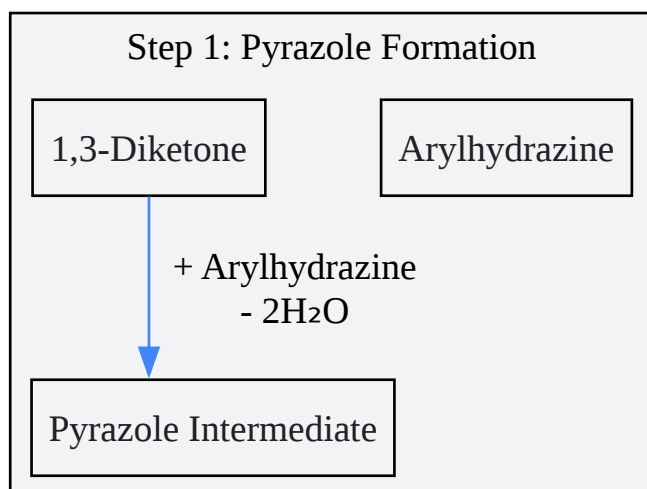 Step 1: Pyrazole Formation
1,3-Diketone
Arylhydrazine
+ Arylhydrazine
- 2H₂O
Pyrazole Intermediate